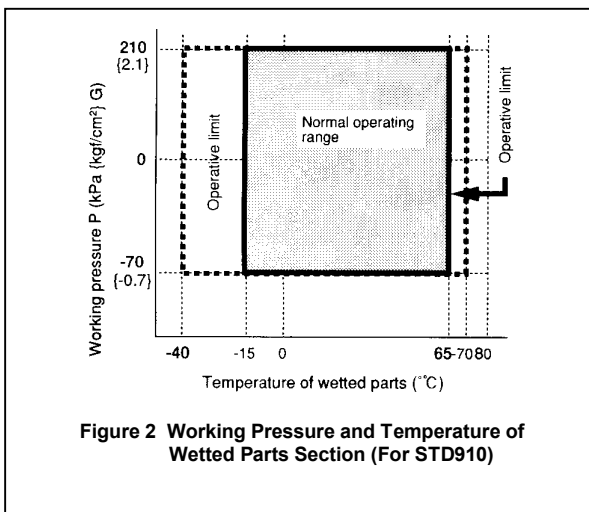 210
{2.1}
0
-70
{-0.7}
Working pressure P (kPa {kgf/cm²} G)
Operative limit
Normal operating
range
Operative limit
-40
-15
0
65-7080
Temperature of wetted parts (°C)
Figure 2 Working Pressure and Temperature of
Wetted Parts Section (For STD910)